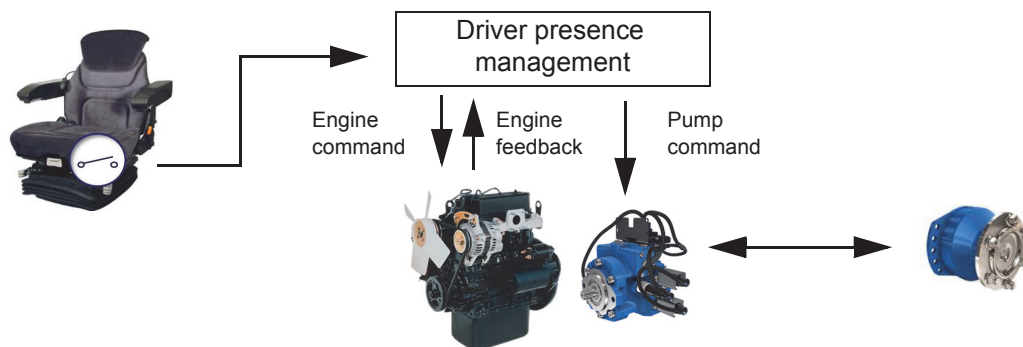 Driver presence
management
Engine
command
Engine
feedback
Pump
command